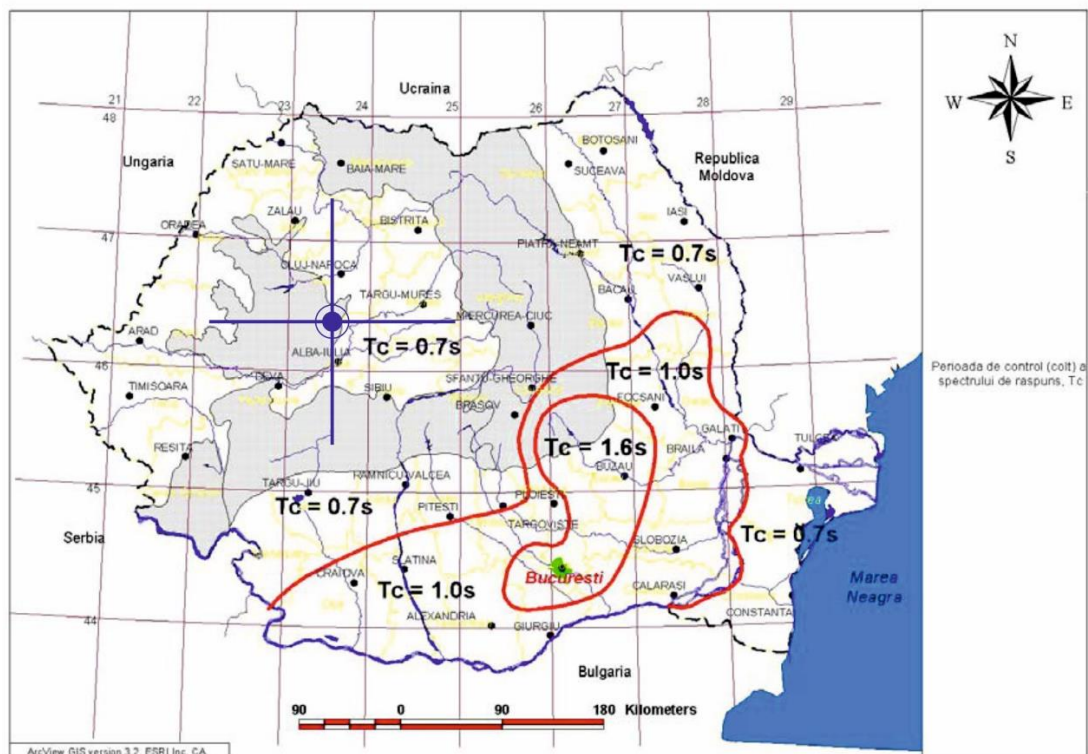 N
W
E
S
Ucraina
21
22
23
24
25
26
27
28
29
48
Ungaria
Republica
Moldova
BOTOSANI
SATU-MARE
BAIA-MARE
SUCEAVA
ZALAU
BISTRITA
IASI
ORADEA
47
PIATRA-NEAMT
Tc = 0.7s
CLUJ-NAPOCA
VASLUI
TARGU-MURES
BACAU
MIERCUREA-CIUC
ARAD
ALBA-IULIA
Tc = 0.7s
46
Tc = 1.0s
Perioada de control (colt) a
spectrului de raspuns, Tc
TIMISOARA
DEVA
SIBIU
SFANTU-GHEORGHE
FOCSANI
BRASOV
GALATI
RESITA
Tc = 1.6s
BRAILA
TULCEA
RAMNICU-VALCEA
BUZAU
45
TARGU-JIU
PLOIESTI
Tc = 0.7s
PITESTI
TARGOVISTE
Serbia
SLOBOZIA
Tc = 0.7s
CRAIOVA
SLATINA
Bucuresti
Tc = 1.0s
CALARASI
Marea
Neagra
ALEXANDRIA
CONSTANTA
44
GIURGIU
Bulgaria
90
0
90
180
Kilometers
ArcView GIS version 3.2, ESRI Inc. CA